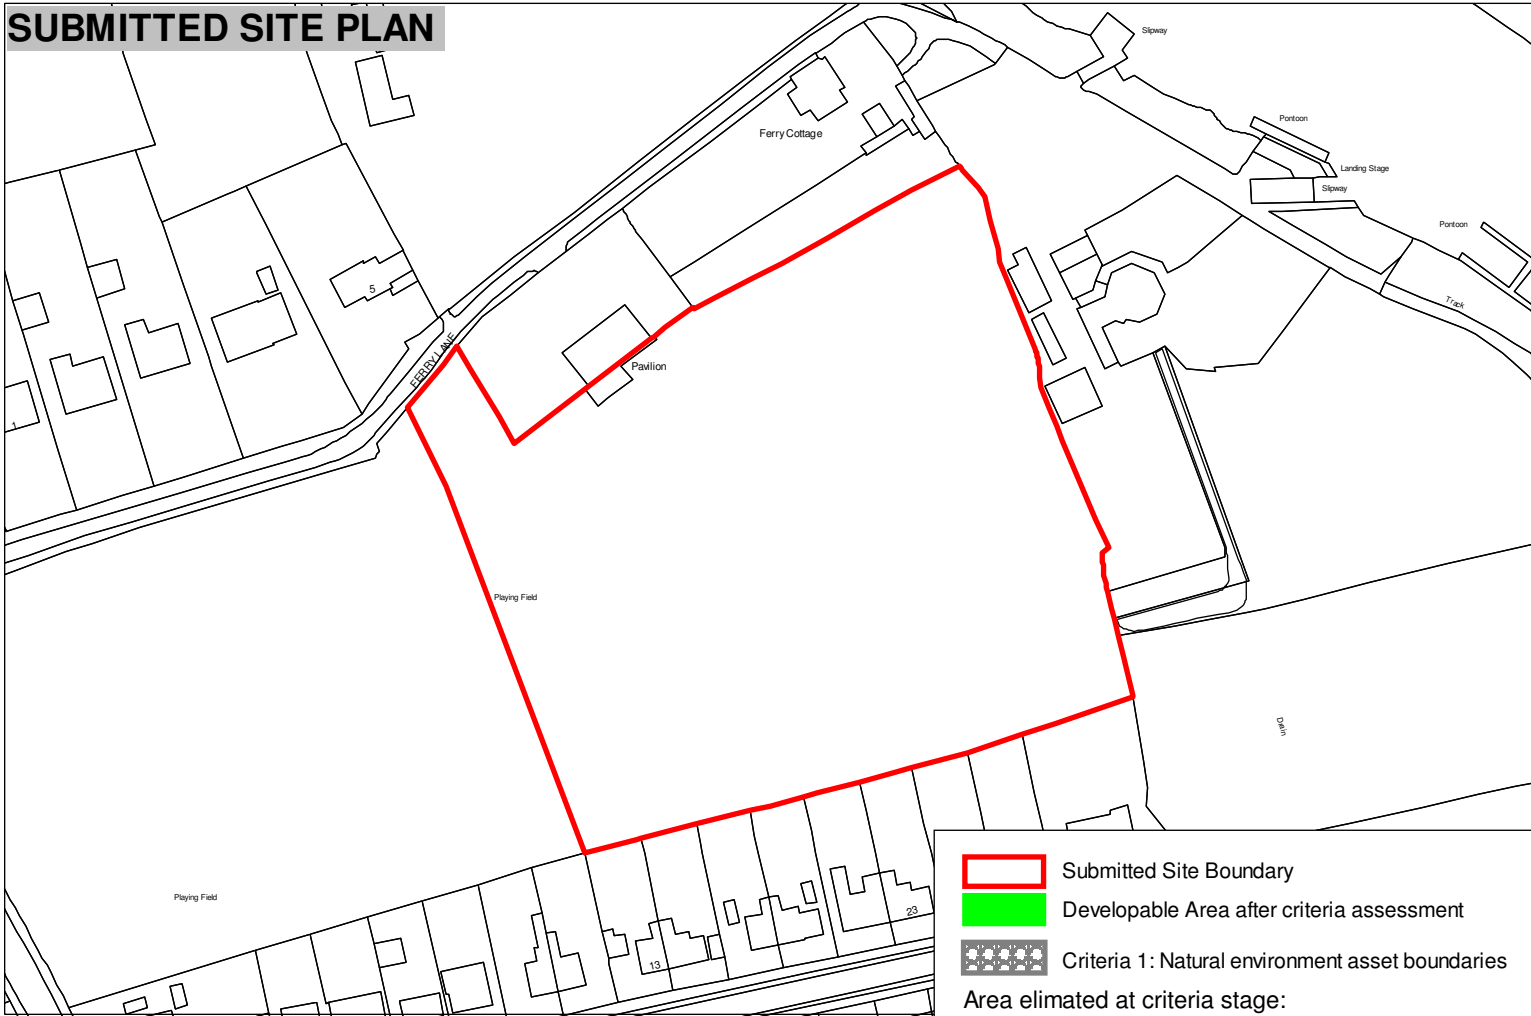 SUBMITTED SITE PLAN
Slipway
Pontoon
Ferry Cottage
Landing Stage
Slipway
Pontoon
5
Track
FERRY LANE
Pavilion
1
Playing Field
Drain
Playing Field
23
13
Submitted Site Boundary
Developable Area after criteria assessment
Criteria 1: Natural environment asset boundaries
Area elimated at criteria stage: